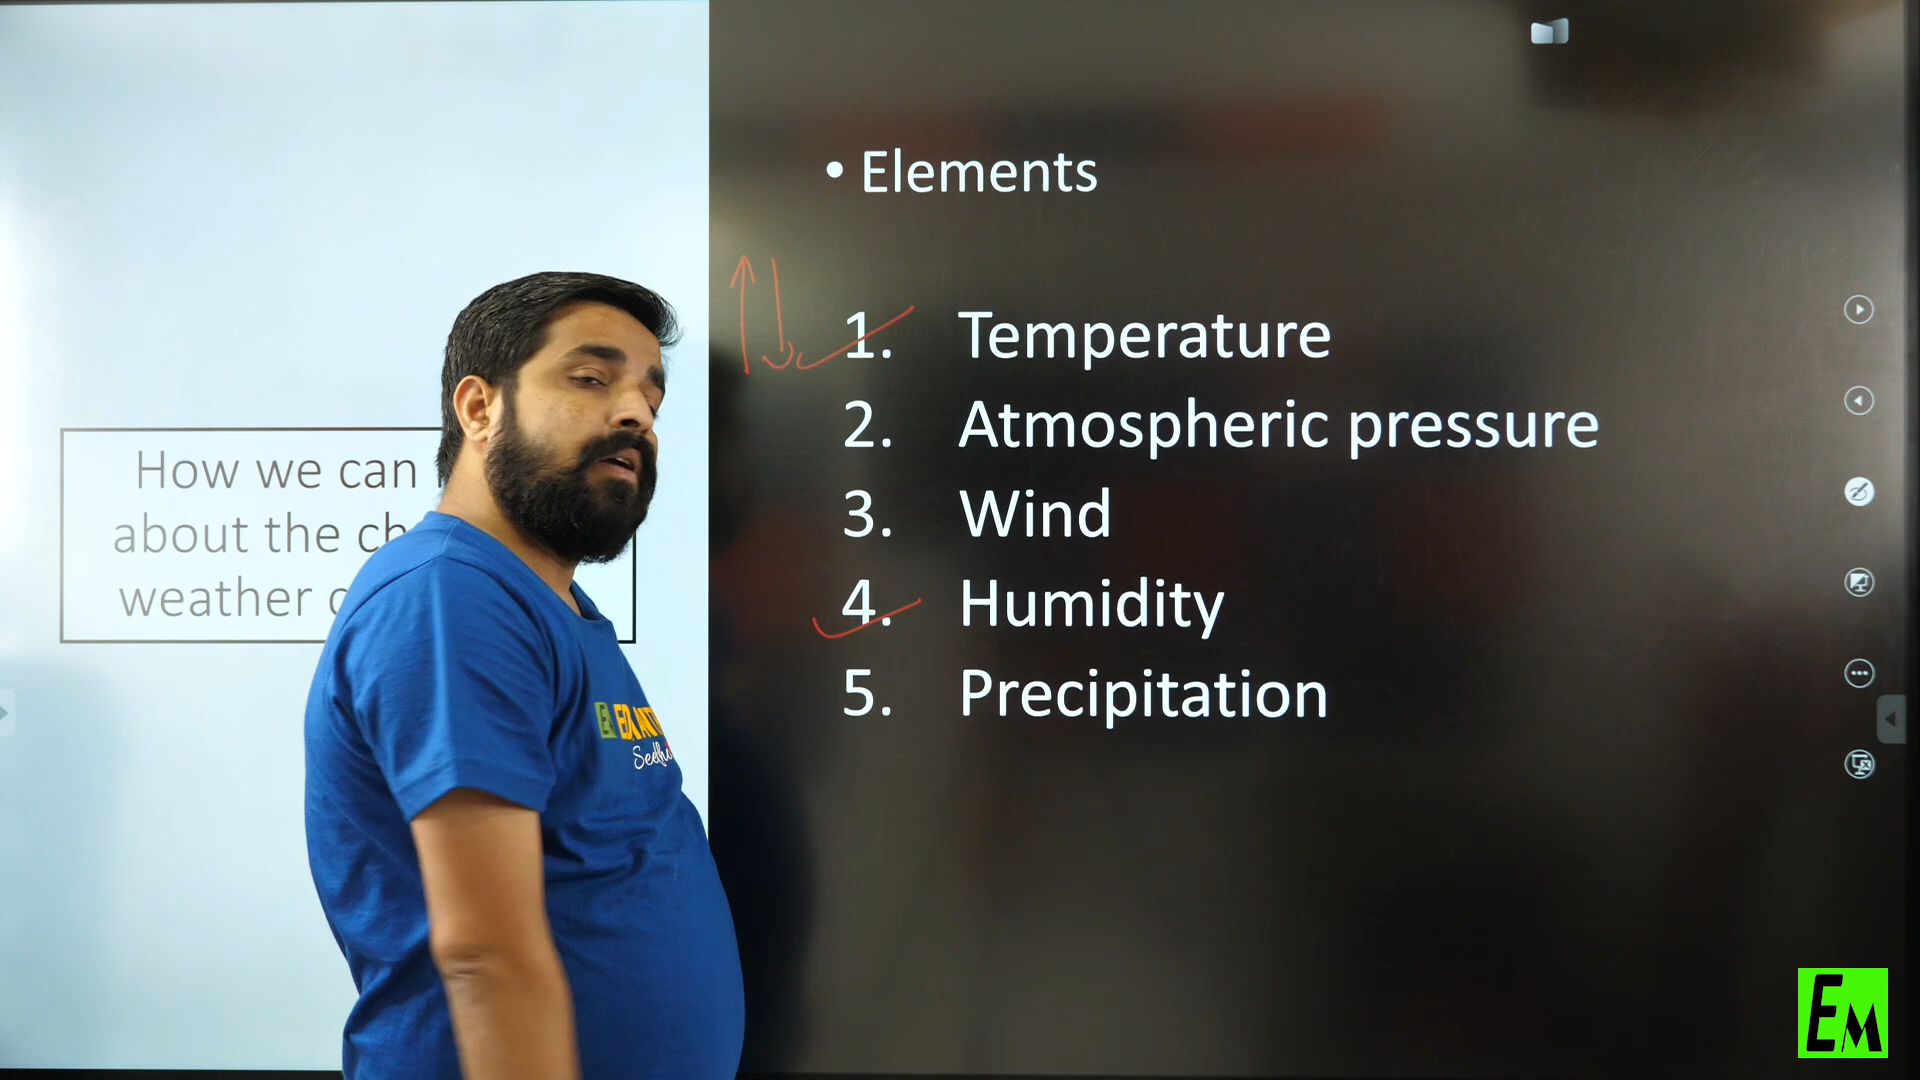 How we can
about the
weather
• Elements
1. Temperature
2. Atmospheric pressure
3. Wind
4. Humidity
5. Precipitation
EM